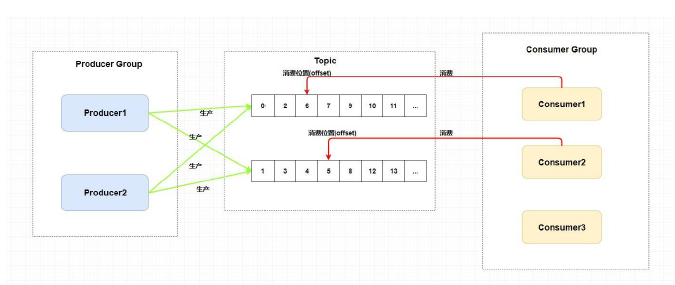 Producer Group
Topic
Consumer Group
消费位置(offset)
消费
Producer1
生产
0 2 6 7 9 10 11 ...
Consumer1
生产
消费位置(offset)
消费
Consumer2
生产
1 3 4 5 8 12 13 ...
Producer2
生产
Consumer3